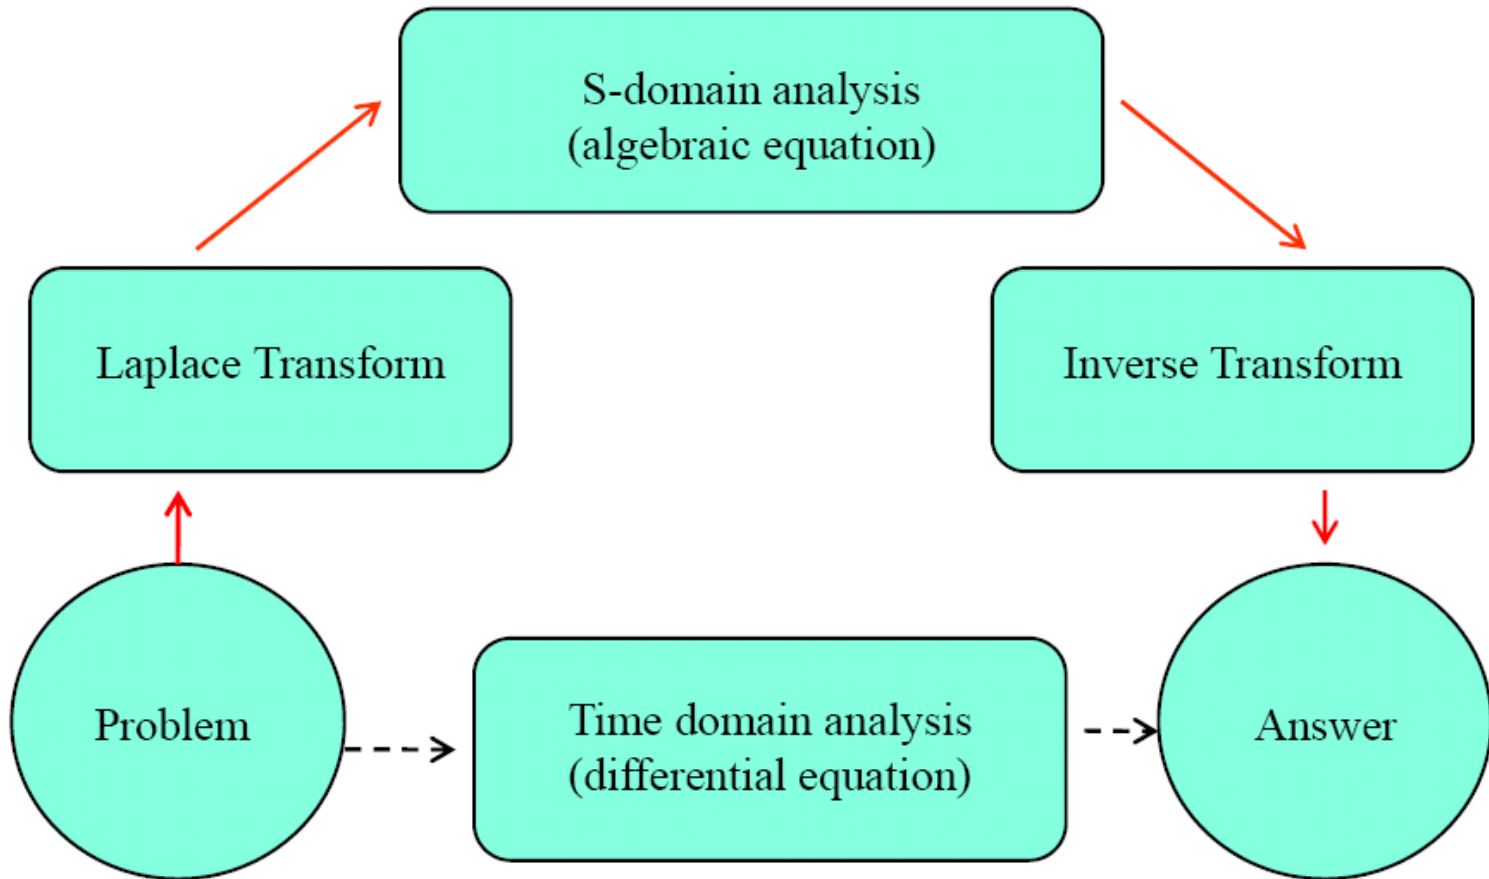 S-domain analysis
(algebraic equation)
Laplace Transform
Inverse Transform
Problem
Time domain analysis
(differential equation)
Answer